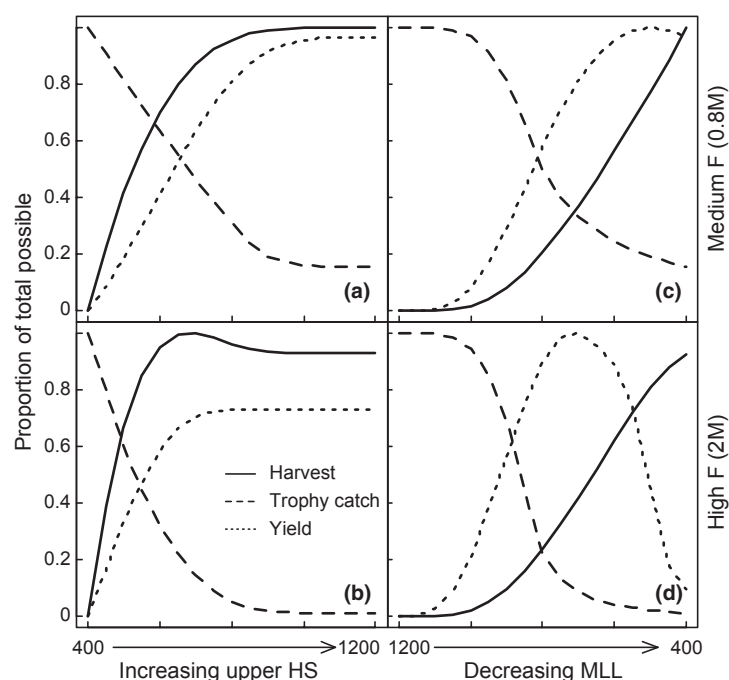 Proportion of total possible
0.8
0.6
0.4
0.2
0
(a)
(c)
Medium F (0.8M)
0.8
0.6
0.4
0.2
0
Harvest
Trophy catch
Yield
(b)
(d)
High F (2M)
400
1200
1200
400
Increasing upper HS
Decreasing MLL